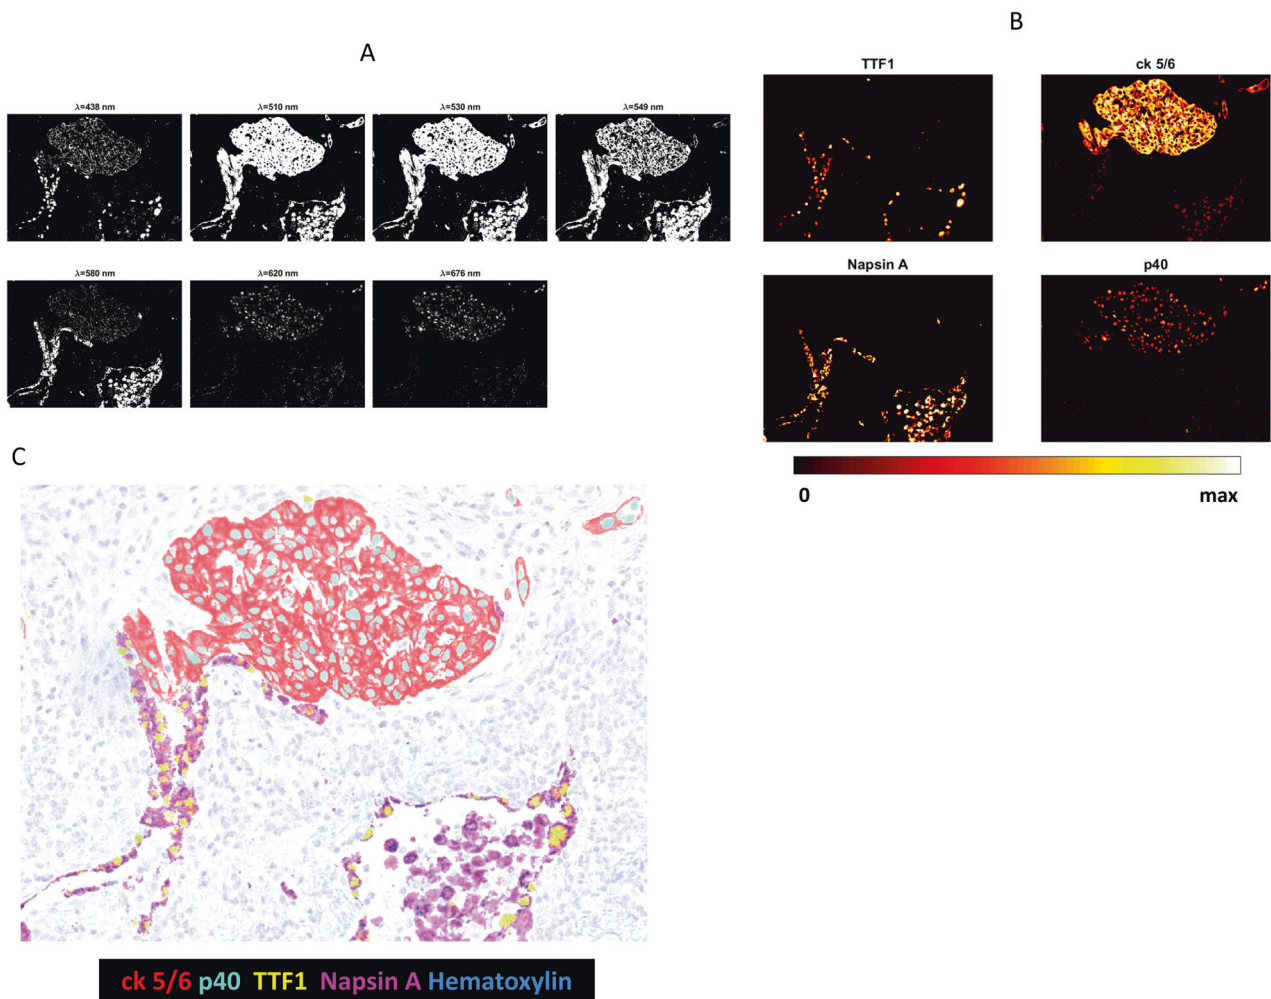 A
B
λ=438 nm λ=510 nm λ=530 nm λ=549 nm
TTF1 ck 5/6
λ=580 nm λ=620 nm λ=676 nm
Napsin A p40
0 max
C
ck 5/6 p40 TTF1 Napsin A Hematoxylin